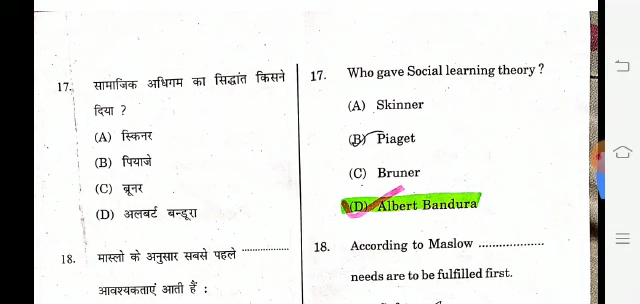 17. सामाजिक अधिगम का सिद्धांत किसने
दिया ?
(A) स्किनर
(B) पियाजे
(C) ब्रूनर
(D) अलबर्ट बन्डूरा
18. मास्लो के अनुसार सबसे पहले ..................
आवश्यकताएं आती हैं :
17. Who gave Social learning theory ?
(A) Skinner
(B) Piaget
(C) Bruner
(D) Albert Bandura
18. According to Maslow ...................
needs are to be fulfilled first.